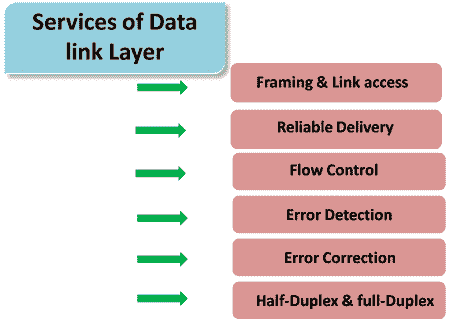 Services of Data
link Layer
Framing & Link access
Reliable Delivery
Flow Control
Error Detection
Error Correction
Half-Duplex & full-Duplex